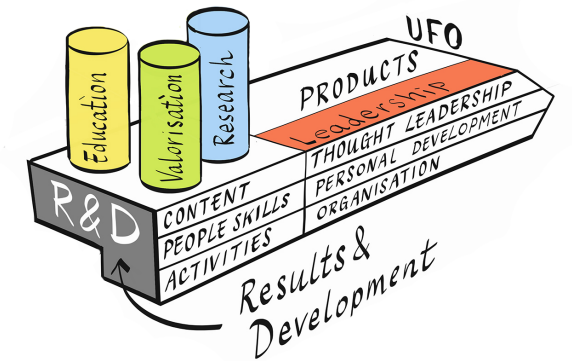 UFO
PRODUCTS
Leadership
Education
Valorisation
Research
THOUGHT LEADERSHIP
PERSONAL DEVELOPMENT
ORGANISATION
R&D
CONTENT
PEOPLE SKILLS
ACTIVITIES
Results &
Development